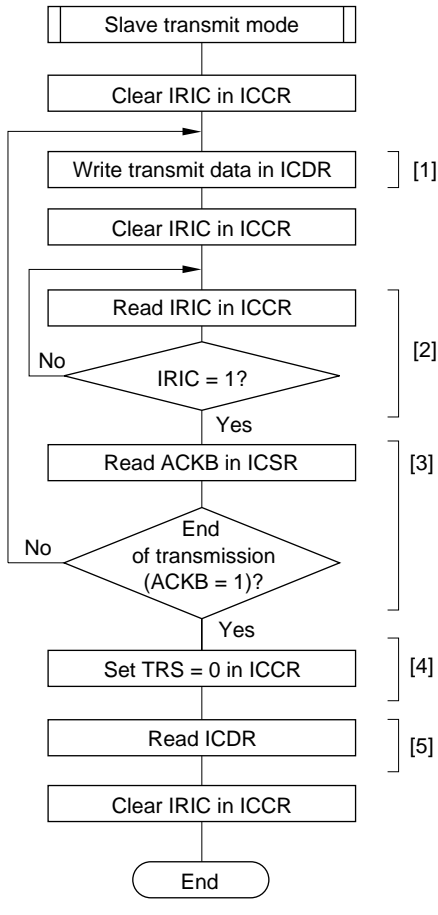 Slave transmit mode
Clear IRIC in ICCR
Write transmit data in ICDR
[1]
Clear IRIC in ICCR
Read IRIC in ICCR
[2]
No
IRIC = 1?
Yes
Read ACKB in ICSR
[3]
No
End
of transmission
(ACKB = 1)?
Yes
Set TRS = 0 in ICCR
[4]
Read ICDR
[5]
Clear IRIC in ICCR
End